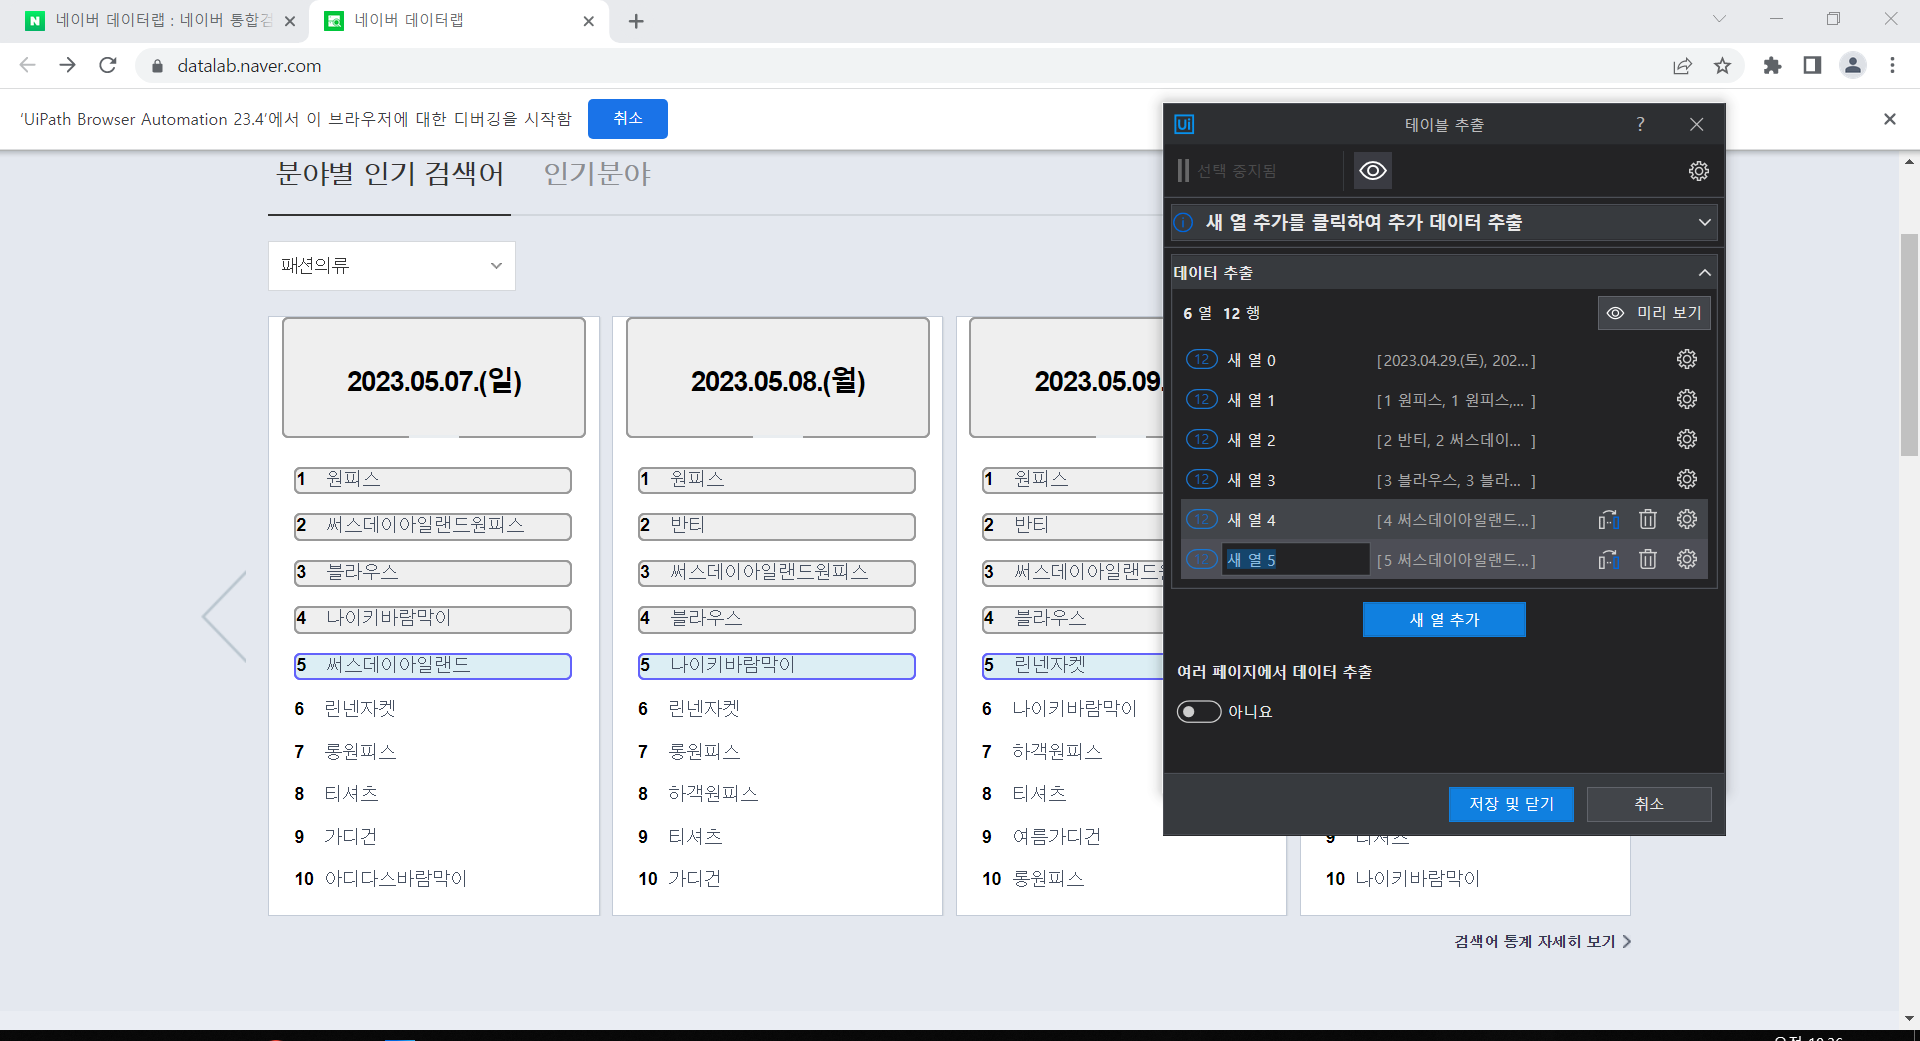 네이버 데이터랩 : 네이버 통합검
네이버 데이터랩
datalab.naver.com
'UiPath Browser Automation 23.4'에서 이 브라우저에 대한 디버깅을 시작함
취소
분야별 인기 검색어
인기분야
패션의류
2023.05.07.(일)
1 원피스
2 써스데이아일랜드원피스
3 블라우스
4 나이키바람막이
5 써스데이아일랜드
6 린넨자켓
7 롱원피스
8 티셔츠
9 가디건
10 아디다스바람막이
2023.05.08.(월)
1 원피스
2 반티
3 써스데이아일랜드원피스
4 블라우스
5 나이키바람막이
6 린넨자켓
7 롱원피스
8 하객원피스
9 티셔츠
10 가디건
2023.05.09.
1 원피스
2 반티
3 써스데이아일랜드
4 블라우스
5 린넨자켓
6 나이키바람막이
7 하객원피스
8 티셔츠
9 여름가디건
10 롱원피스
9 티셔츠
10 나이키바람막이
검색어 통계 자세히 보기
Ui
테이블 추출
?
선택 중지됨
새 열 추가를 클릭하여 추가 데이터 추출
데이터 추출
6 열 12 행
미리 보기
12 새 열 0 [2023.04.29.(토), 202... ]
12 새 열 1 [1 원피스, 1 원피스,... ]
12 새 열 2 [2 반티, 2 써스데이... ]
12 새 열 3 [3 블라우스, 3 블라... ]
12 새 열 4 [4 써스데이아일랜드...]
12 새 열 5 [5 써스데이아일랜드...]
새 열 추가
여러 페이지에서 데이터 추출
아니요
저장 및 닫기
취소